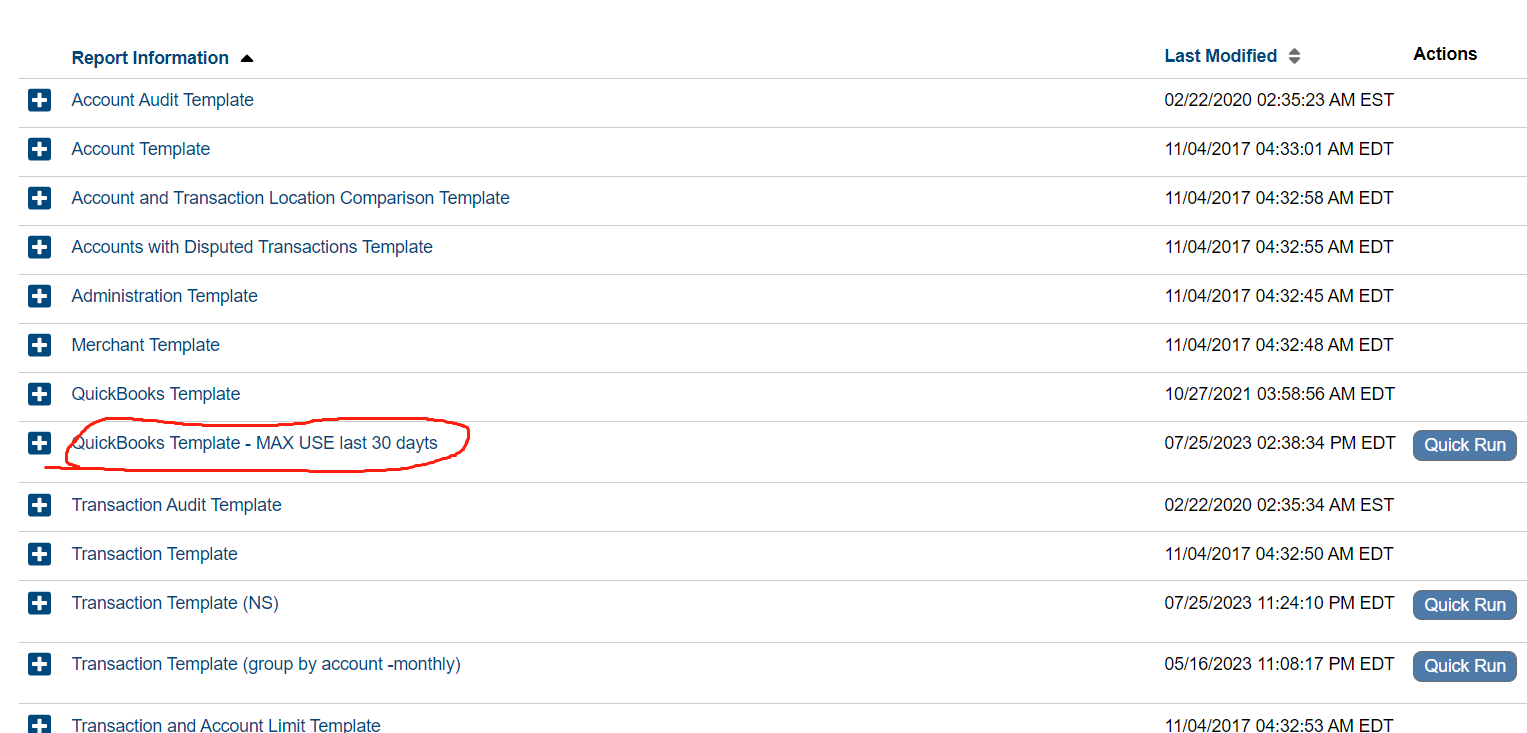 Report Information Last Modified Actions
Account Audit Template 02/22/2020 02:35:23 AM EST
Account Template 11/04/2017 04:33:01 AM EDT
Account and Transaction Location Comparison Template 11/04/2017 04:32:58 AM EDT
Accounts with Disputed Transactions Template 11/04/2017 04:32:55 AM EDT
Administration Template 11/04/2017 04:32:45 AM EDT
Merchant Template 11/04/2017 04:32:48 AM EDT
QuickBooks Template 10/27/2021 03:58:56 AM EDT
QuickBooks Template - MAX USE last 30 dayts 07/25/2023 02:38:34 PM EDT Quick Run
Transaction Audit Template 02/22/2020 02:35:34 AM EST
Transaction Template 11/04/2017 04:32:50 AM EDT
Transaction Template (NS) 07/25/2023 11:24:10 PM EDT Quick Run
Transaction Template (group by account -monthly) 05/16/2023 11:08:17 PM EDT Quick Run
Transaction and Account Limit Template 11/04/2017 04:32:53 AM EDT